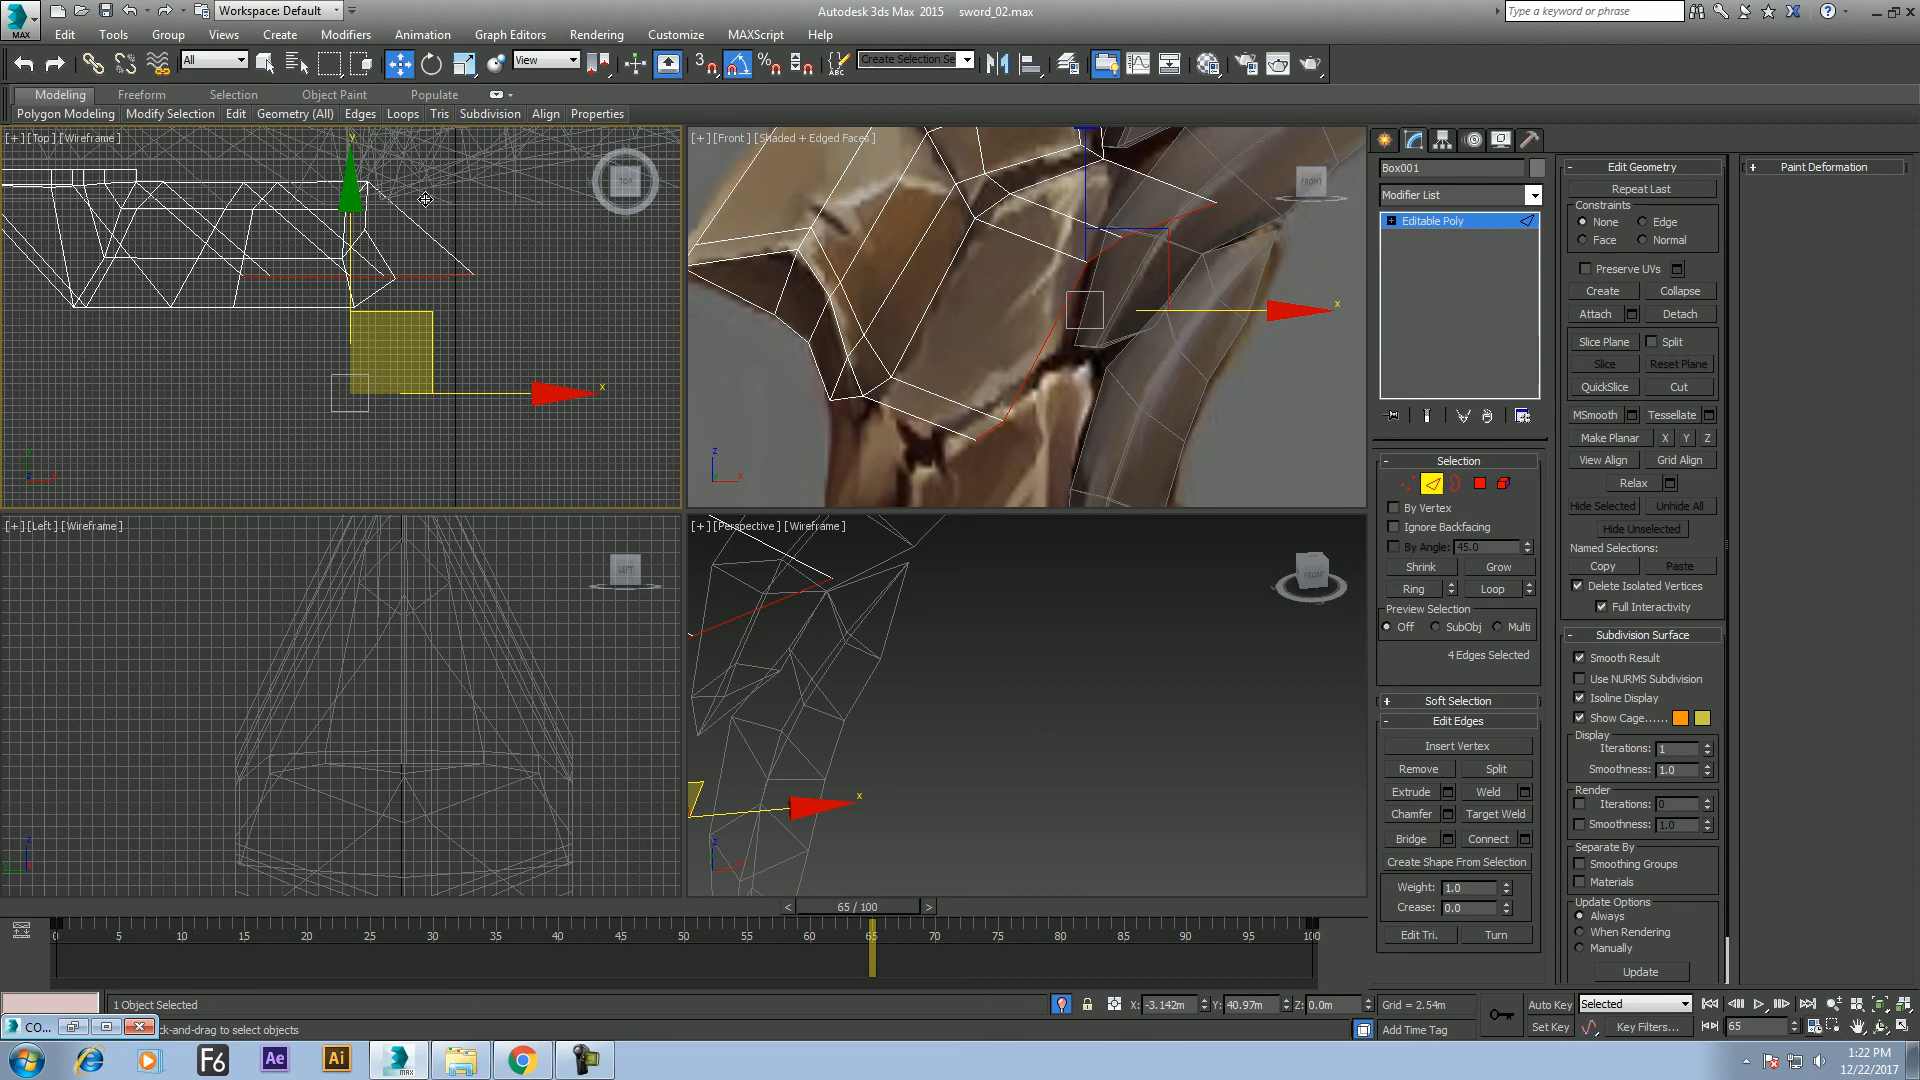 Workspace: Default
Autodesk 3ds Max 2015 sword_02.max
Type a keyword or phrase
MAX
Edit Tools Group Views Create Modifiers Animation Graph Editors Rendering Customize MAXScript Help
All
View
3
%
ABC
Create Selection Se
Modeling Freeform Selection Object Paint Populate
Polygon Modeling Modify Selection Edit Geometry (All) Edges Loops Tris Subdivision Align Properties
[+] [Top] [Wireframe]
TOP
y
x
[+] [Front] [Shaded + Edged Faces]
FRONT
x
z
x
[+] [Left] [Wireframe]
LEFT
[+] [Perspective] [Wireframe]
FRONT
x
Box001
Modifier List
Editable Poly
Selection
By Vertex
Ignore Backfacing
By Angle: 45.0
Shrink Grow
Ring Loop
Preview Selection
Off SubObj Multi
4 Edges Selected
Soft Selection
Edit Edges
Insert Vertex
Remove Split
Extrude Weld
Chamfer Target Weld
Bridge Connect
Create Shape From Selection
Weight: 1.0
Crease: 0.0
Edit Tri. Turn
Edit Geometry
Repeat Last
Constraints
None Edge
Face Normal
Preserve UVs
Create Collapse
Attach Detach
Slice Plane Split
Slice Reset Plane
QuickSlice Cut
MSmooth Tessellate
Make Planar X Y Z
View Align Grid Align
Relax
Hide Selected Unhide All
Hide Unselected
Named Selections:
Copy Paste
Delete Isolated Vertices
Full Interactivity
Subdivision Surface
Smooth Result
Use NURMS Subdivision
Isoline Display
Show Cage......
Display
Iterations: 1
Smoothness: 1.0
Render
Iterations: 0
Smoothness: 1.0
Separate By
Smoothing Groups
Materials
Update Options
Always
When Rendering
Manually
Update
Paint Deformation
< 65 / 100 >
0 5 10 15 20 25 30 35 40 45 50 55 60 65 70 75 80 85 90 95 100
1 Object Selected
X: -3.142m Y: 40.97m Z: 0.0m Grid = 2.54m
Auto Key Selected
CO...
ck-and-drag to select objects
Add Time Tag
Set Key Key Filters... 65
F6 Ae Ai MAX
1:22 PM
12/22/2017